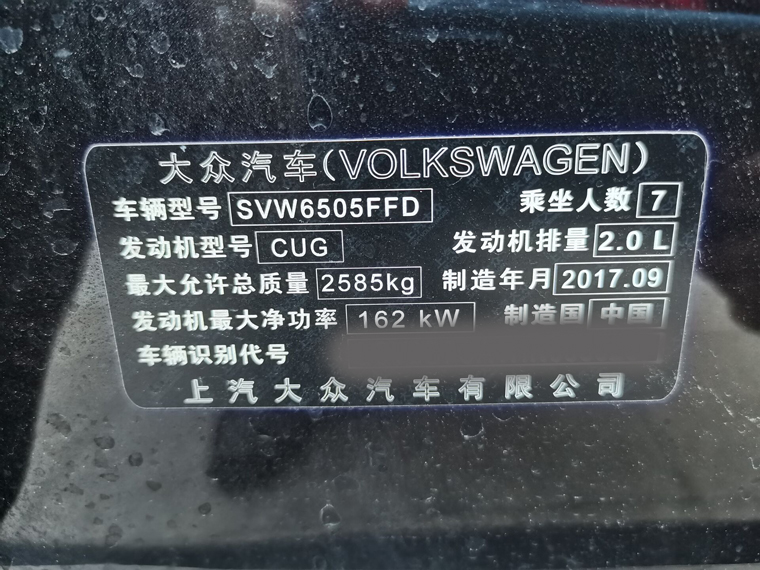 大众汽车(VOLKSWAGEN)
车辆型号 SVW6505FFD 乘坐人数 7
发动机型号 CUG 发动机排量 2.0 L
最大允许总质量 2585kg 制造年月 2017.09
发动机最大净功率 162 kW 制造国 中国
车辆识别代号
上汽大众汽车有限公司